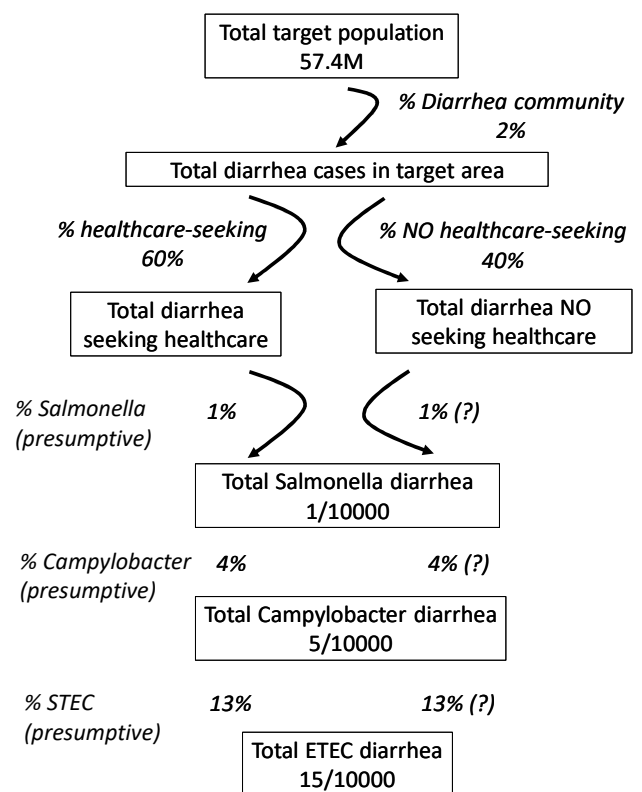 Total target population
57.4M
% Diarrhea community
2%
Total diarrhea cases in target area
% healthcare-seeking
60%
% NO healthcare-seeking
40%
Total diarrhea
seeking healthcare
Total diarrhea NO
seeking healthcare
% Salmonella
(presumptive)
1%
1% (?)
Total Salmonella diarrhea
1/10000
% Campylobacter
(presumptive)
4%
4% (?)
Total Campylobacter diarrhea
5/10000
% STEC
(presumptive)
13%
13% (?)
Total ETEC diarrhea
15/10000